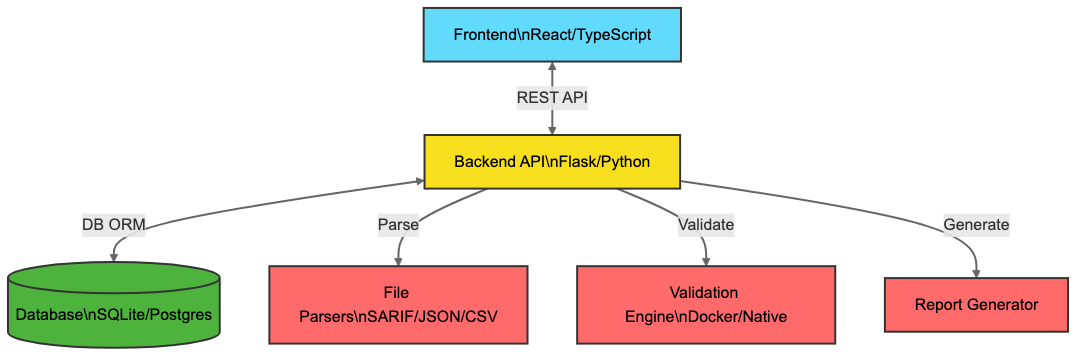 Frontend\nReact/TypeScript
REST API
Backend API\nFlask/Python
DB ORM
Parse
Validate
Generate
Database\nSQLite/Postgres
File
Parsers\nSARIF/JSON/CSV
Validation
Engine\nDocker/Native
Report Generator